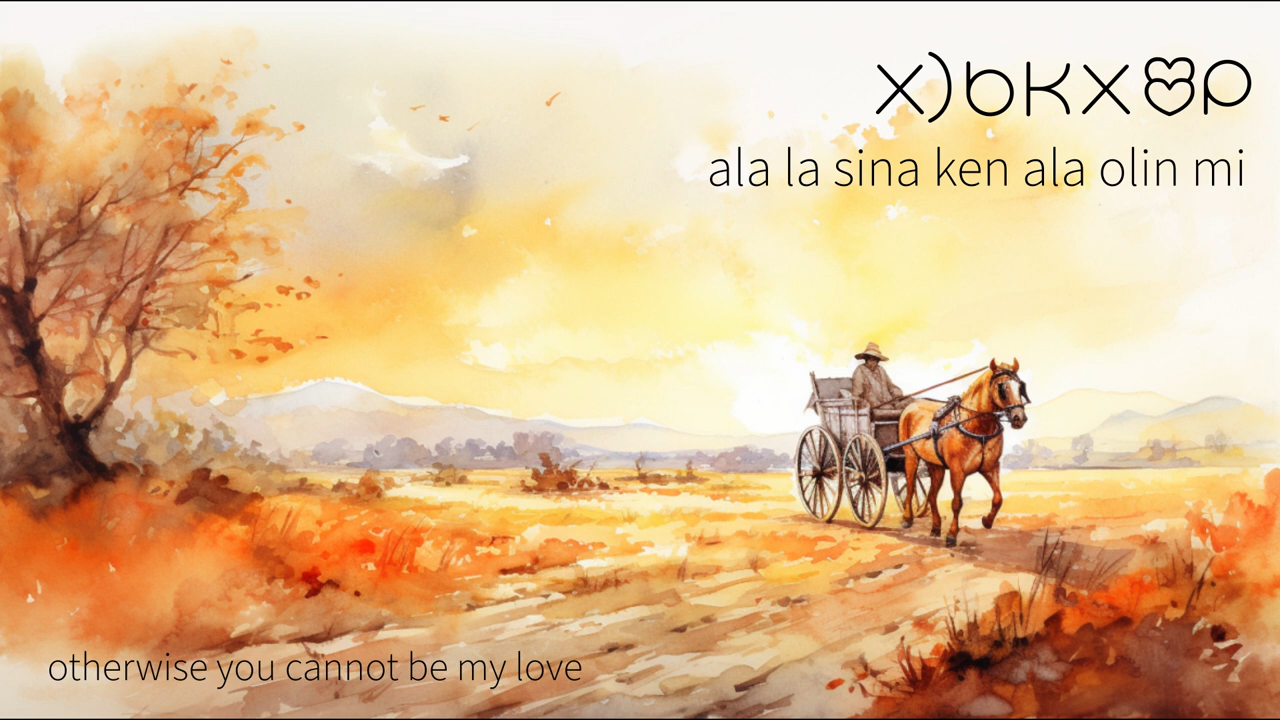 󱤂󱤡󱥞󱤘󱤂󱥅󱤴
ala la sina ken ala olin mi
otherwise you cannot be my love